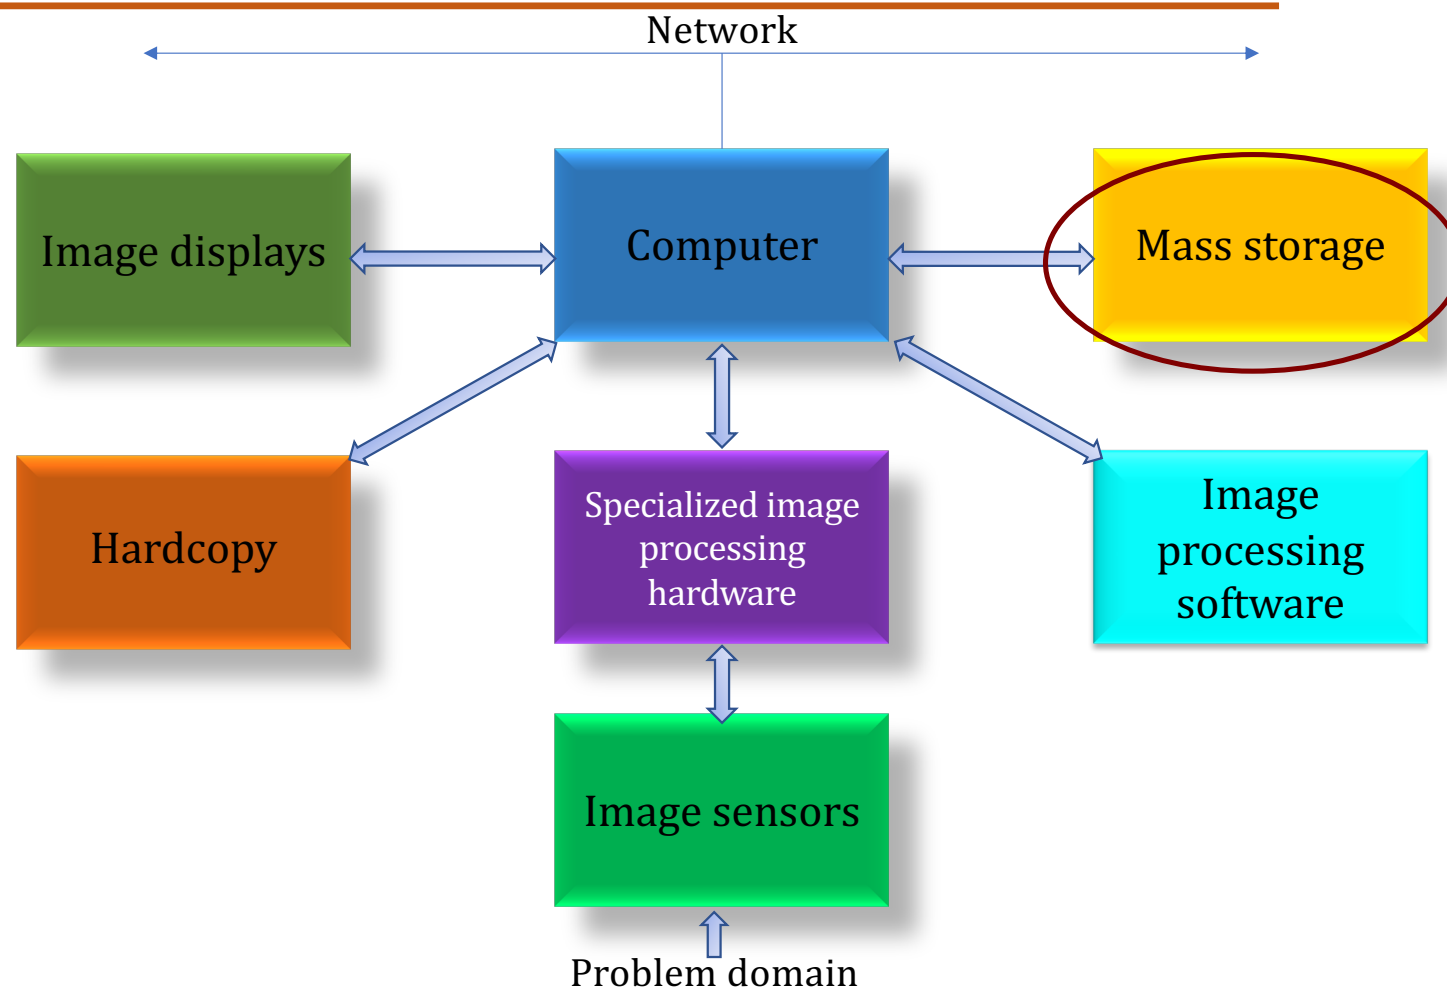 Network
Image displays
Computer
Mass storage
Hardcopy
Specialized image
processing
hardware
Image
processing
software
Image sensors
Problem domain